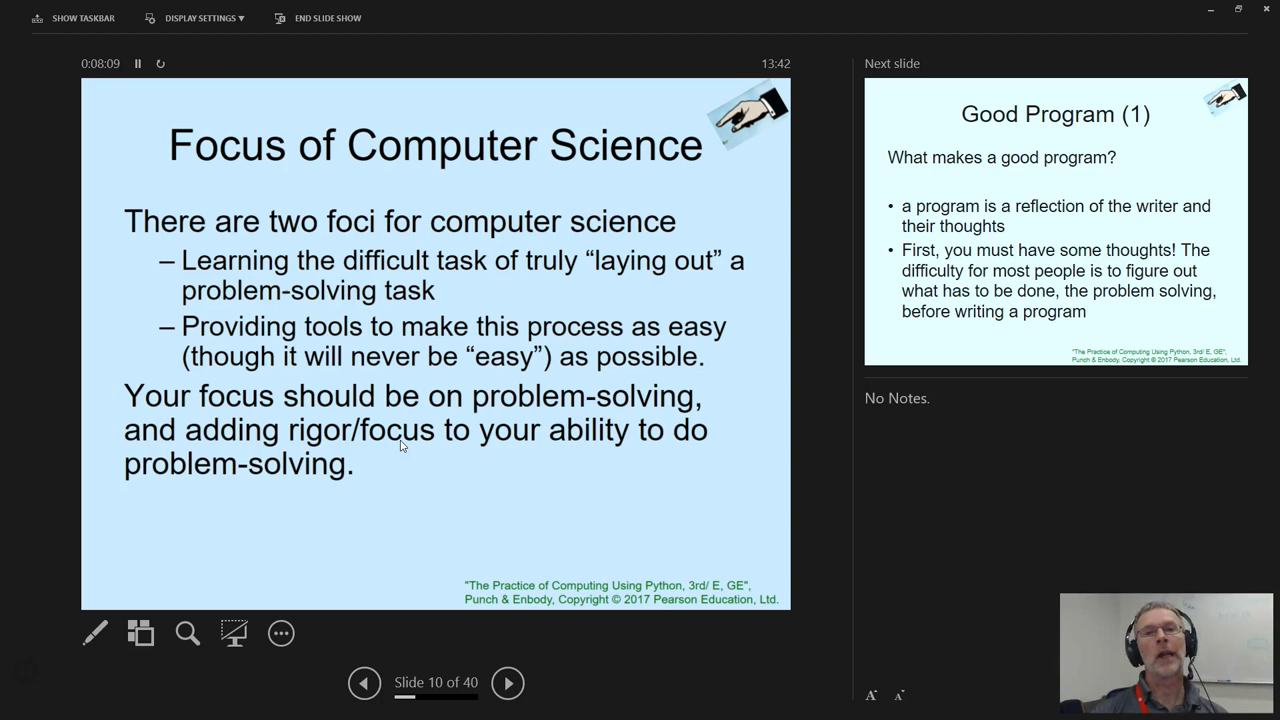 SHOW TASKBAR
DISPLAY SETTINGS ▼
END SLIDE SHOW
0:08:09
13:42
Focus of Computer Science
There are two foci for computer science
– Learning the difficult task of truly “laying out” a
problem-solving task
– Providing tools to make this process as easy
(though it will never be “easy”) as possible.
Your focus should be on problem-solving,
and adding rigor/focus to your ability to do
problem-solving.
"The Practice of Computing Using Python, 3rd/ E, GE",
Punch & Enbody, Copyright © 2017 Pearson Education, Ltd.
Slide 10 of 40
Next slide
Good Program (1)
What makes a good program?
• a program is a reflection of the writer and
their thoughts
• First, you must have some thoughts! The
difficulty for most people is to figure out
what has to be done, the problem solving,
before writing a program
"The Practice of Computing Using Python, 3rd/ E, GE",
Punch & Enbody, Copyright © 2017 Pearson Education, Ltd.
No Notes.
A A